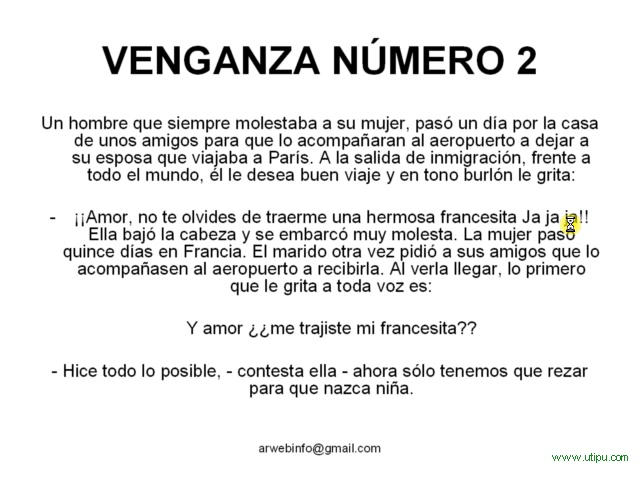 VENGANZA NÚMERO 2
Un hombre que siempre molestaba a su mujer, pasó un día por la casa
de unos amigos para que lo acompañaran al aeropuerto a dejar a
su esposa que viajaba a París. A la salida de inmigración, frente a
todo el mundo, él le desea buen viaje y en tono burlón le grita:
- ¡¡Amor, no te olvides de traerme una hermosa francesita Ja ja ja!!
Ella bajó la cabeza y se embarcó muy molesta. La mujer pasó
quince días en Francia. El marido otra vez pidió a sus amigos que lo
acompañasen al aeropuerto a recibirla. Al verla llegar, lo primero
que le grita a toda voz es:
Y amor ¿¿me trajiste mi francesita??
- Hice todo lo posible, - contesta ella - ahora sólo tenemos que rezar
para que nazca niña.
arwebinfo@gmail.com
www.utipu.com